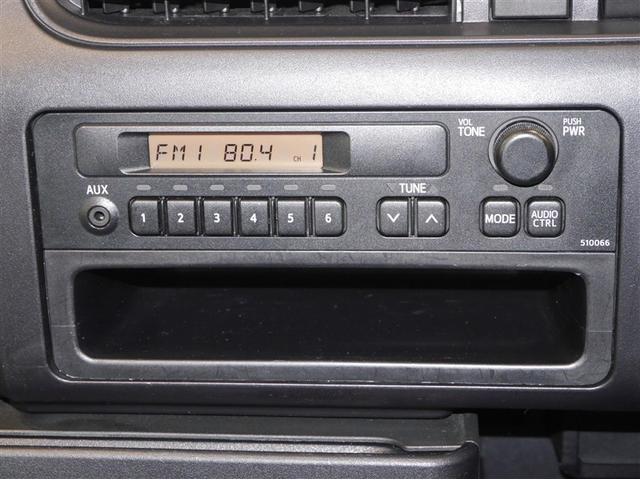 VOL
TONE
PUSH
PWR
FM1 80.4 CH 1
AUX
TUNE
1 2 3 4 5 6
MODE
AUDIO
CTRL
510066